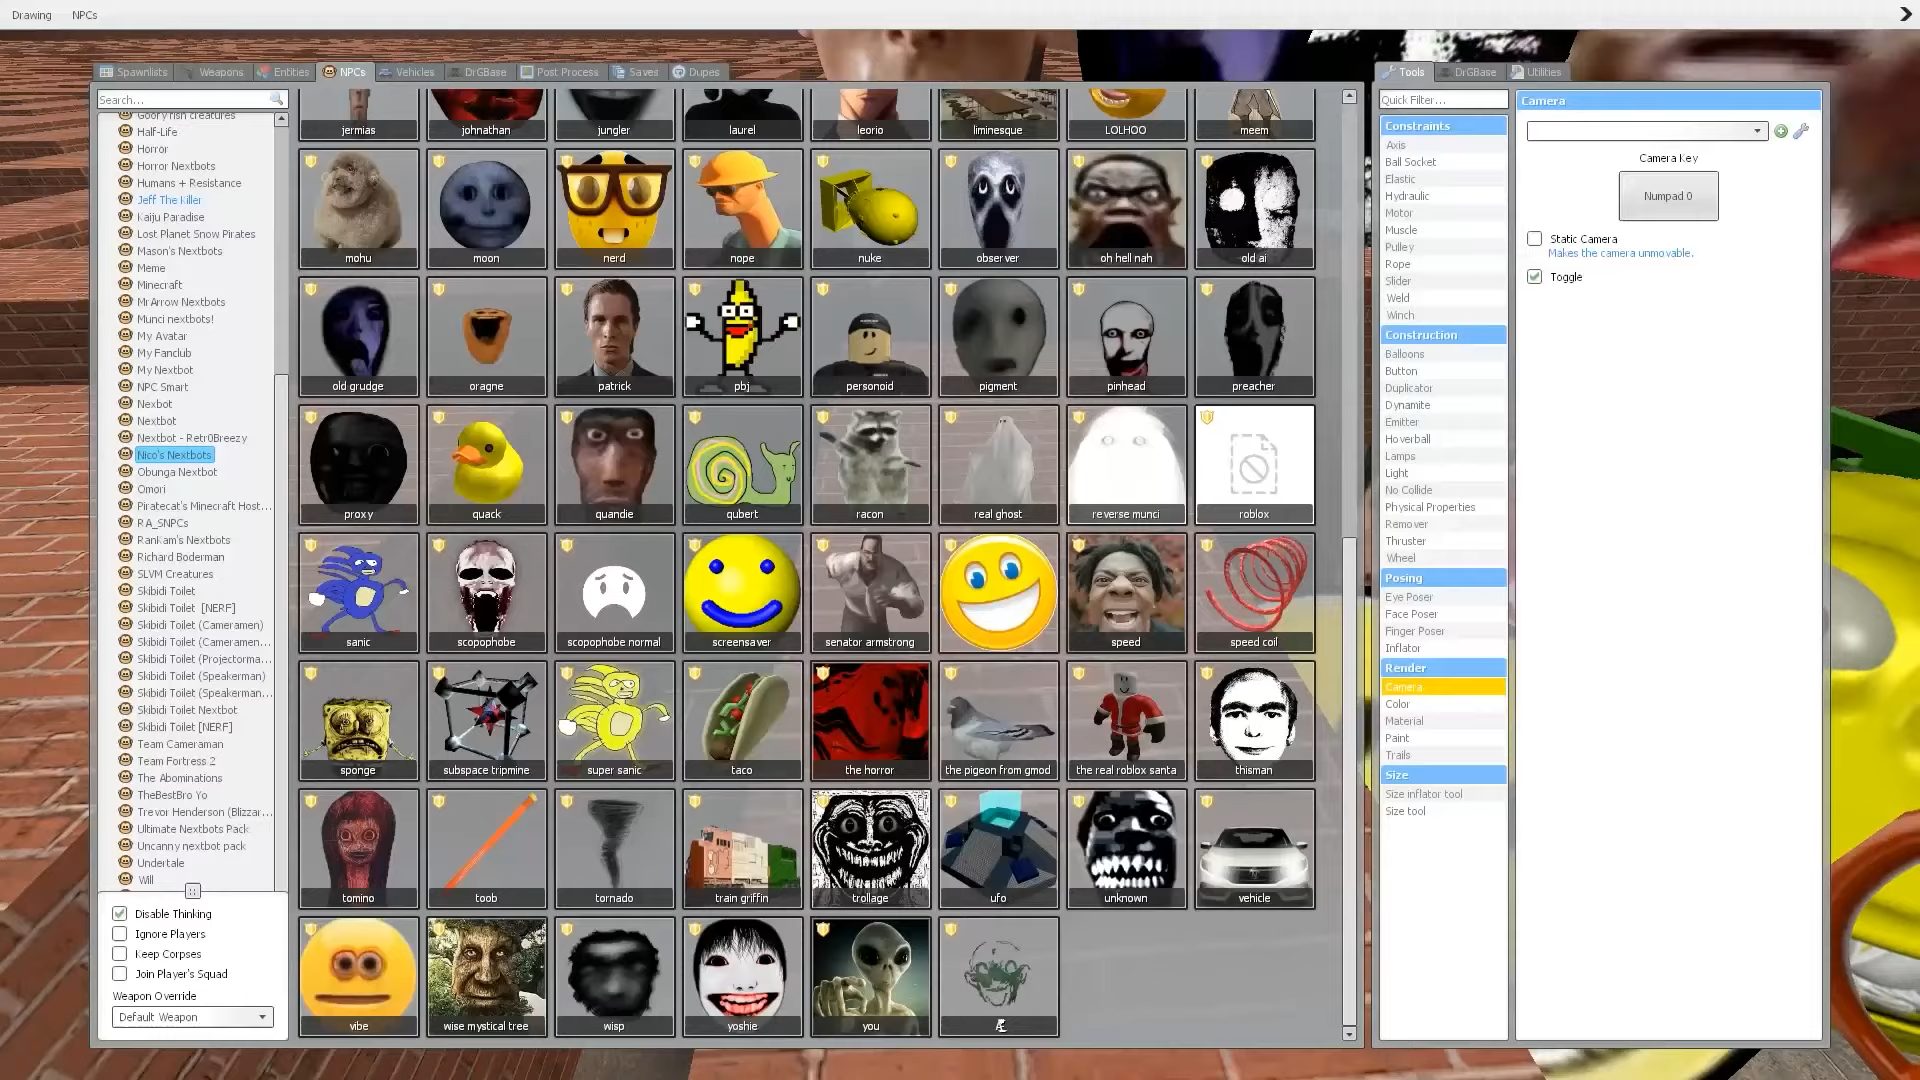 Drawing NPCs
Spawnlists Weapons Entities NPCs Vehicles DrGBase Post Process Saves Dupes
Tools DrGBase Utilities
Search...
Goofy fish creatures
Half-Life
Horror
Horror Nextbots
Humans + Resistance
Jeff The Killer
Kaiju Paradise
Lost Planet Snow Pirates
Mason's Nextbots
Meme
Minecraft
MrArrow Nextbots
Munci nextbots!
My Avatar
My Fanclub
My Nextbot
NPC Smart
Nexbot
Nextbot
Nextbot - Retr0Breezy
Nico's Nextbots
Obunga Nextbot
Omori
Piratecat's Minecraft Host...
RA_SNPCs
RanKam's Nextbots
Richard Boderman
SLVM Creatures
Skibidi Toilet
Skibidi Toilet [NERF]
Skibidi Toilet (Cameramen)
Skibidi Toilet (Cameramen...
Skibidi Toilet (Projectorma...
Skibidi Toilet (Speakerman)
Skibidi Toilet (Speakerman...
Skibidi Toilet Nextbot
Skibidi Toilet [NERF]
Team Cameraman
Team Fortress 2
The Abominations
TheBestBro Yo
Trevor Henderson (Blizzar...
Ultimate Nextbots Pack
Uncanny nextbot pack
Undertale
Will
Disable Thinking
Ignore Players
Keep Corpses
Join Player's Squad
Weapon Override
Default Weapon
jermias johnathan jungler laurel leorio liminesque LOLHOO meem
mohu moon nerd nope nuke observer oh hell nah old ai
old grudge oragne patrick pbj personoid pigment pinhead preacher
proxy quack quandie qubert racon real ghost reverse munci roblox
sanic scopophobe scopophobe normal screensaver senator armstrong speed speed coil
sponge subspace tripmine super sanic taco the horror the pigeon from gmod the real roblox santa thisman
tomino toob tornado train griffin trollage ufo unknown vehicle
vibe wise mystical tree wisp yoshie you Æ
Quick Filter...
Constraints
Axis
Ball Socket
Elastic
Hydraulic
Motor
Muscle
Pulley
Rope
Slider
Weld
Winch
Construction
Balloons
Button
Duplicator
Dynamite
Emitter
Hoverball
Lamps
Light
No Collide
Physical Properties
Remover
Thruster
Wheel
Posing
Eye Poser
Face Poser
Finger Poser
Inflator
Render
Camera
Color
Material
Paint
Trails
Size
Size inflator tool
Size tool
Camera
Camera Key
Numpad 0
Static Camera
Makes the camera unmovable.
Toggle